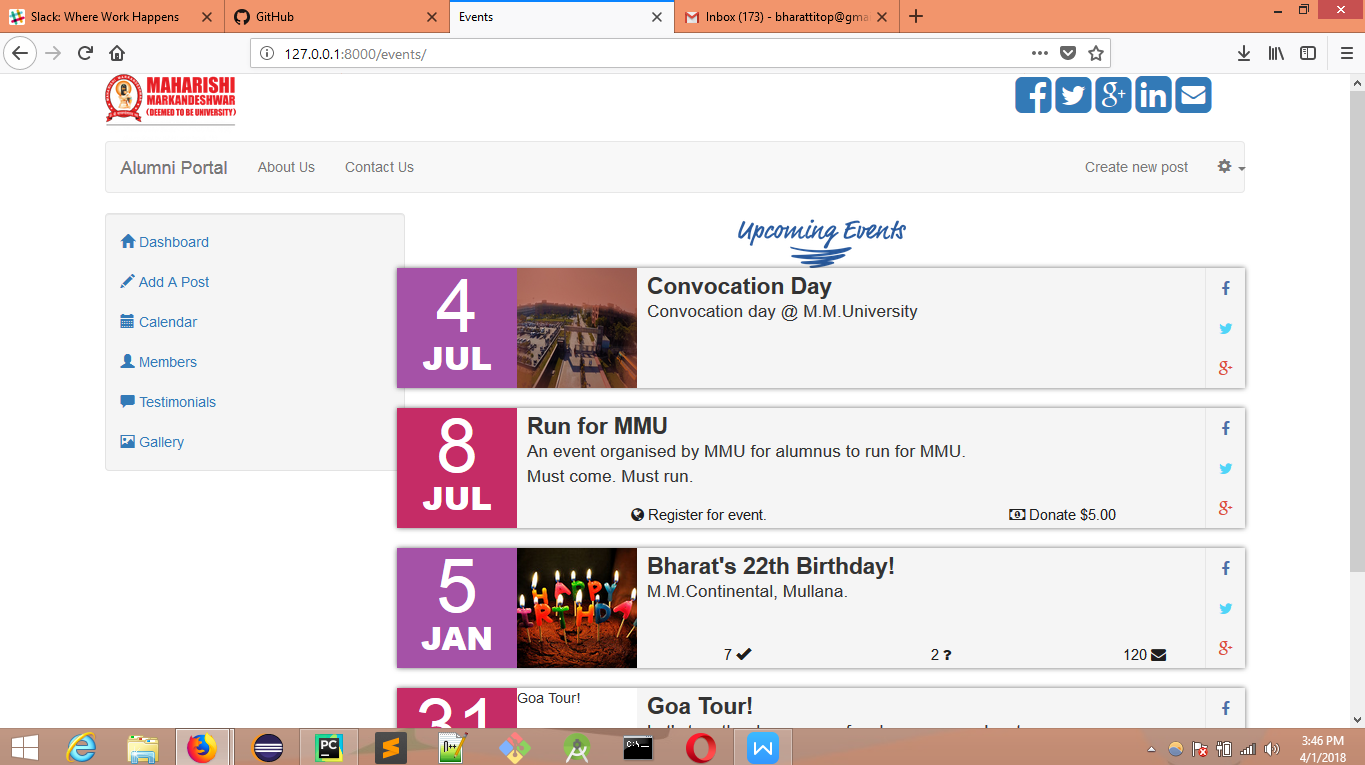 Slack: Where Work Happens
GitHub
Events
Inbox (173) - bharattitop@gma
127.0.0.1:8000/events/
MAHARISHI
MARKANDESHWAR
(DEEMED TO BE UNIVERSITY)
Alumni Portal
About Us
Contact Us
Create new post
Dashboard
Add A Post
Calendar
Members
Testimonials
Gallery
Upcoming Events
4
JUL
Convocation Day
Convocation day @ M.M.University
8
JUL
Run for MMU
An event organised by MMU for alumnus to run for MMU.
Must come. Must run.
Register for event.
Donate $5.00
5
JAN
HAPPY
BIRTHDAY
Bharat's 22th Birthday!
M.M.Continental, Mullana.
7
2 ?
120
31
Goa Tour!
Goa Tour!
3:46 PM
4/1/2018